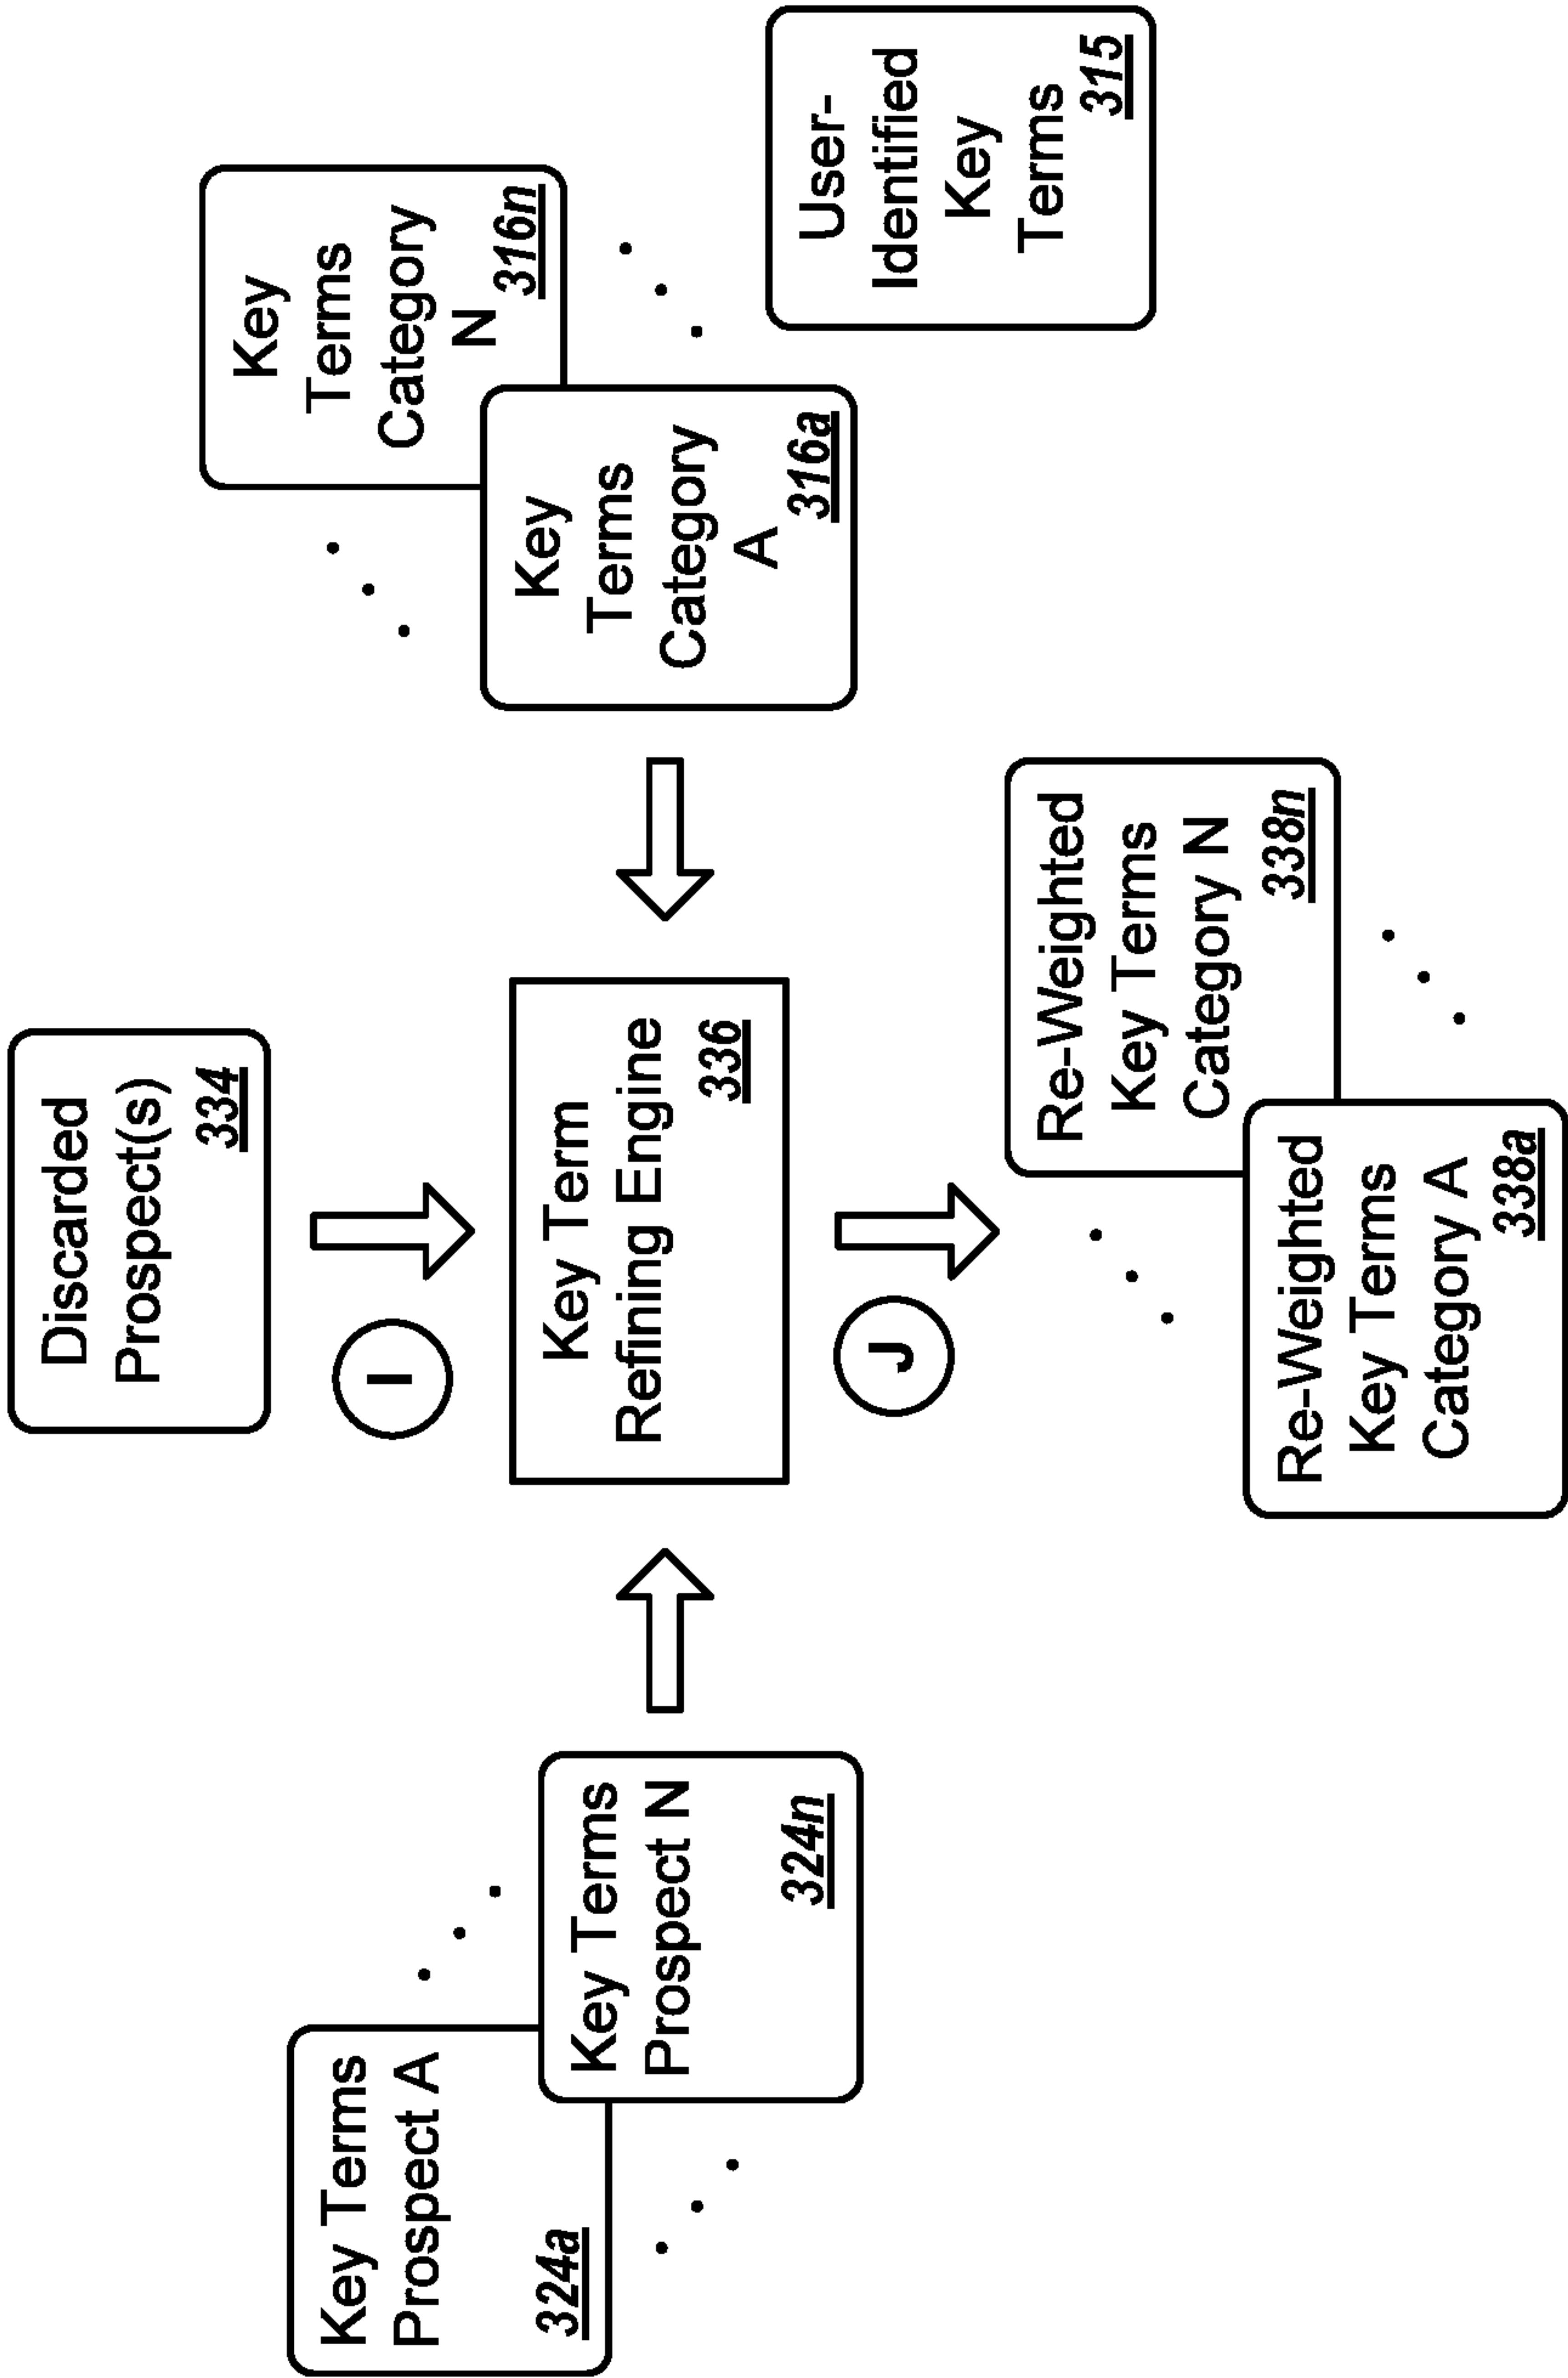 Discarded
Prospect(s)
334
I
Key Terms
Prospect A
324a
Key Terms
Prospect N
324n
Key Term
Refining Engine
336
Key
Terms
Category
N
316n
Key
Terms
Category
A
316a
User-
Identified
Key
Terms
315
J
Re-Weighted
Key Terms
Category N
338n
Re-Weighted
Key Terms
Category A
338a